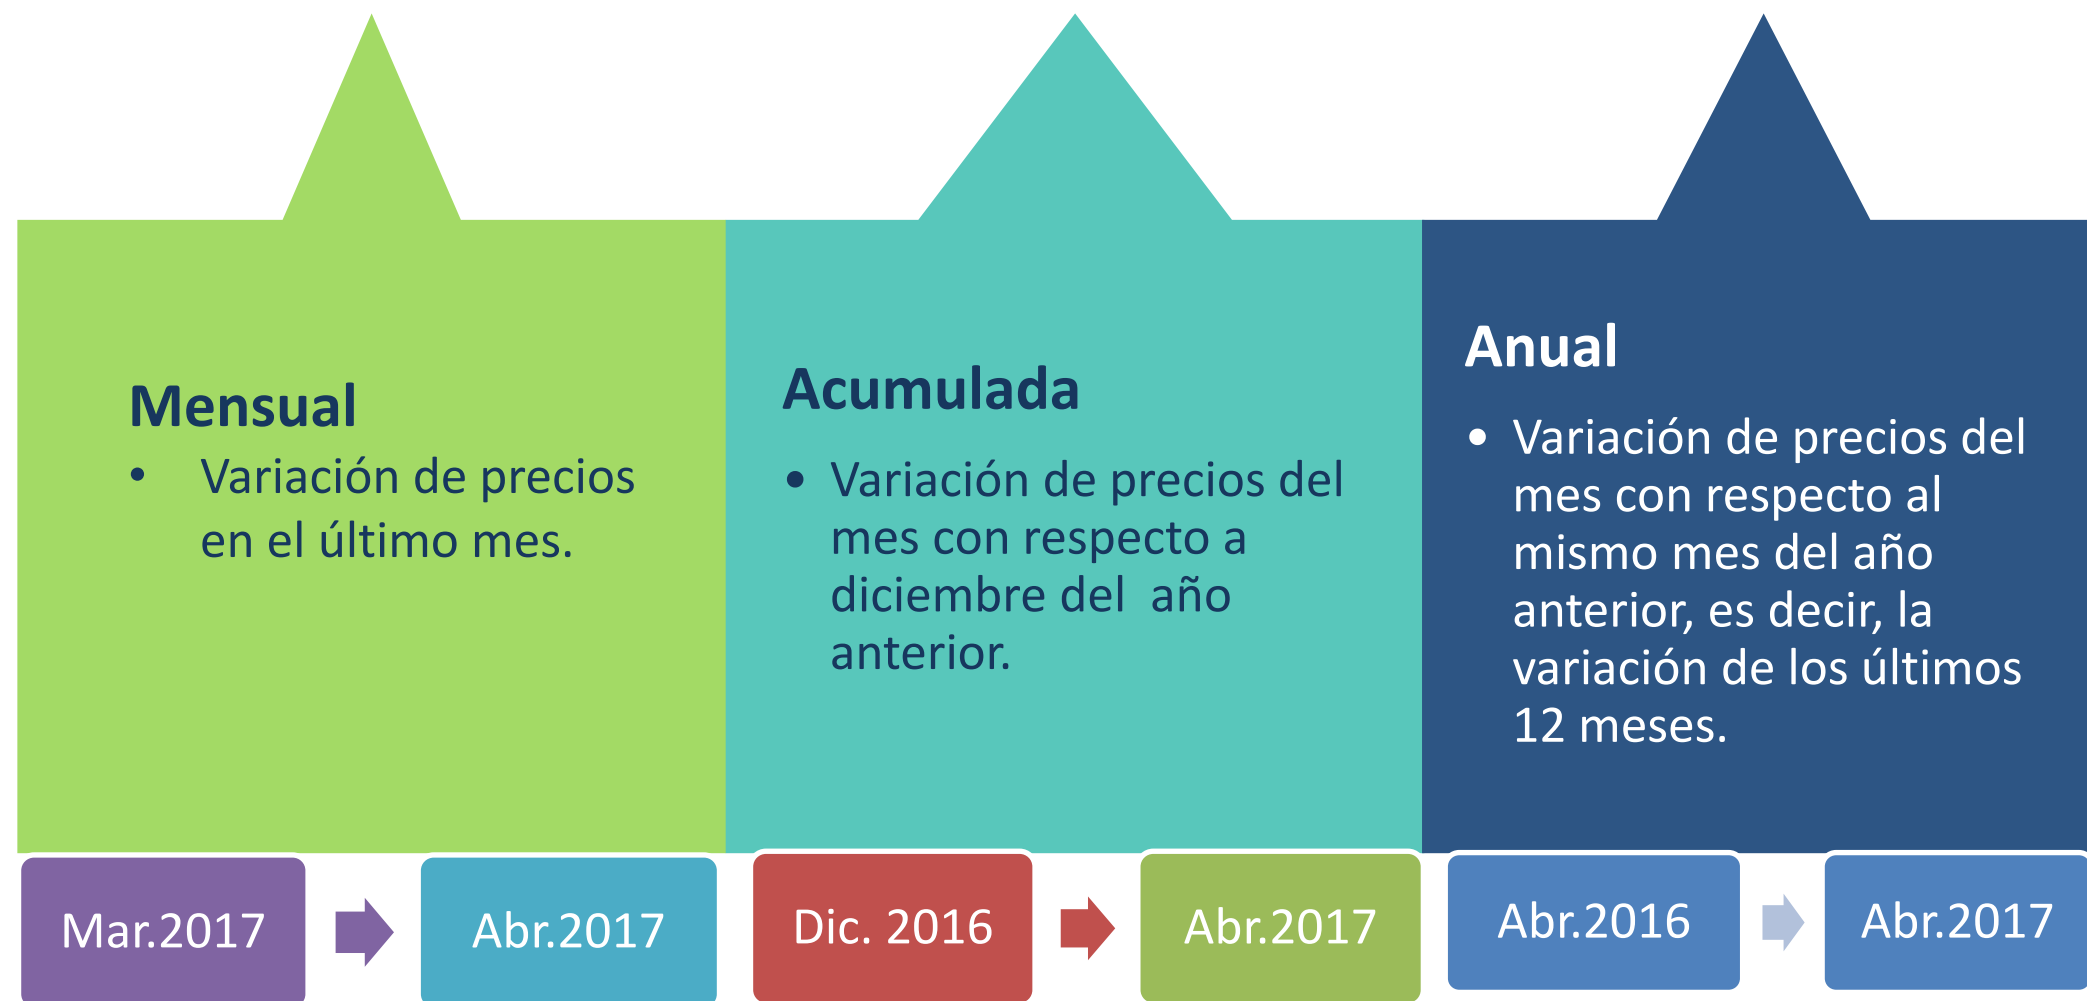 Mensual
• Variación de precios
en el último mes.
Acumulada
• Variación de precios del
mes con respecto a
diciembre del año
anterior.
Anual
• Variación de precios del
mes con respecto al
mismo mes del año
anterior, es decir, la
variación de los últimos
12 meses.
Mar.2017
Abr.2017
Dic. 2016
Abr.2017
Abr.2016
Abr.2017